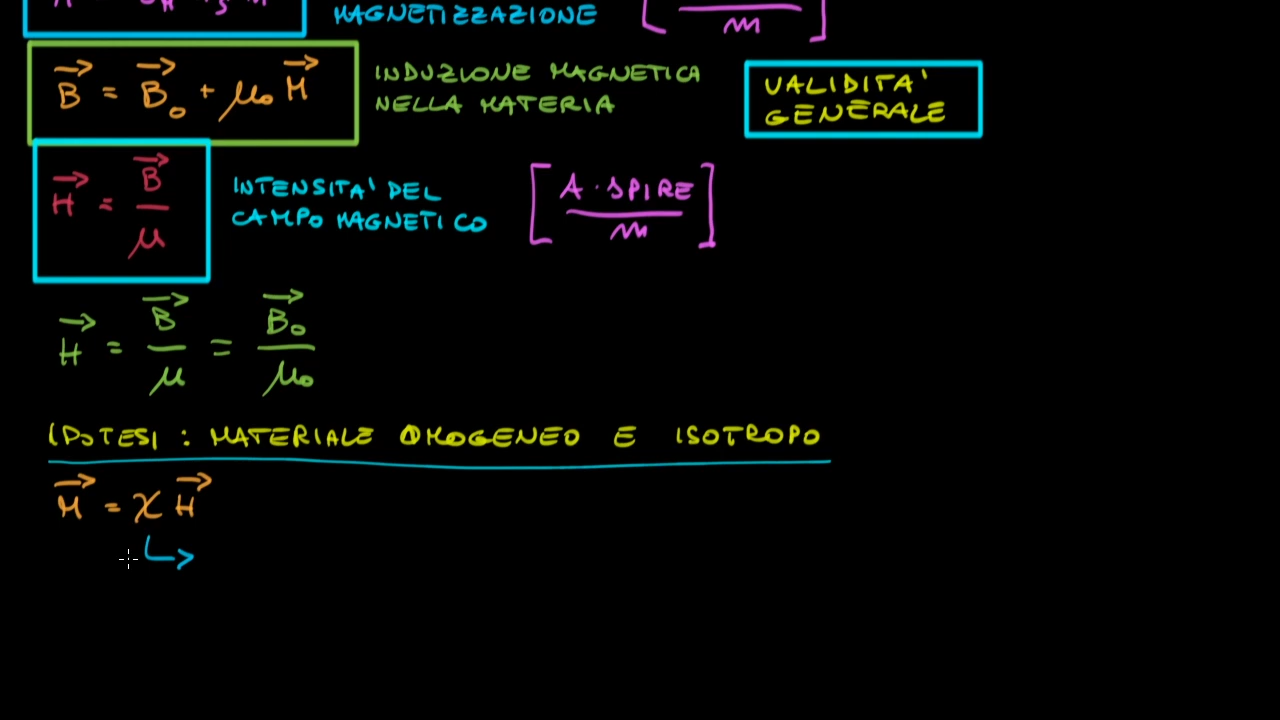 MAGNETIZZAZIONE
m
B = B₀ + μ₀ M
INDUZIONE MAGNETICA
NELLA MATERIA
VALIDITA'
GENERALE
H = B / μ
INTENSITA' DEL
CAMPO MAGNETICO
[A · SPIRE / m]
H = B / μ = B₀ / μ₀
IPOTESI : MATERIALE OMOGENEO E ISOTROPO
M = χ H